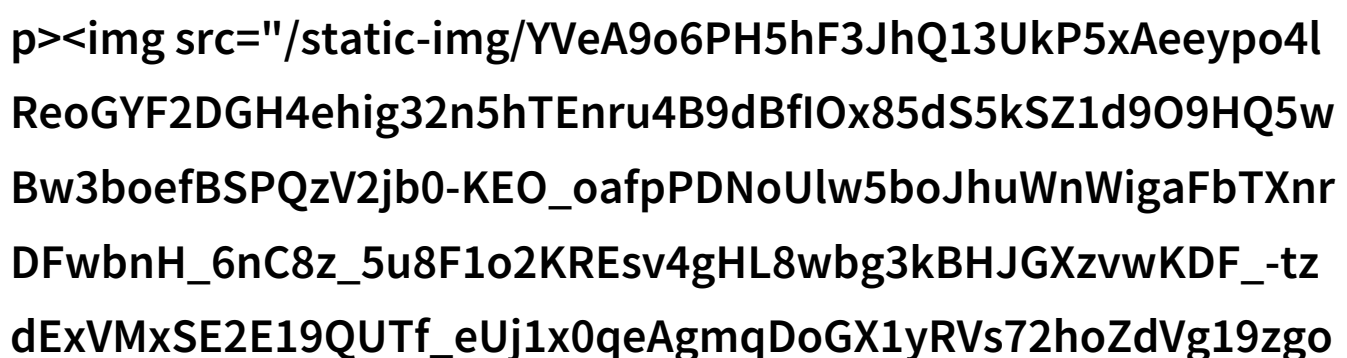 p><img src="/static-img/YVeA9o6PH5hF3JhQ13UkP5xAeeypo4l
ReoGYF2DGH4ehig32n5hTEnru4B9dBfIOx85dS5kSZ1d9O9HQ5w
Bw3boefBSPQzV2jb0-KEO_oafpPDNoUlw5boJhuWnWigaFbTXnr
DFwbnH_6nC8z_5u8F1o2KREsv4gHL8wbg3kBHJGXzvwKDF_-tz
dExVMxSE2E19QUTf_eUj1x0qeAgmqDoGX1yRVs72hoZdVg19zgo